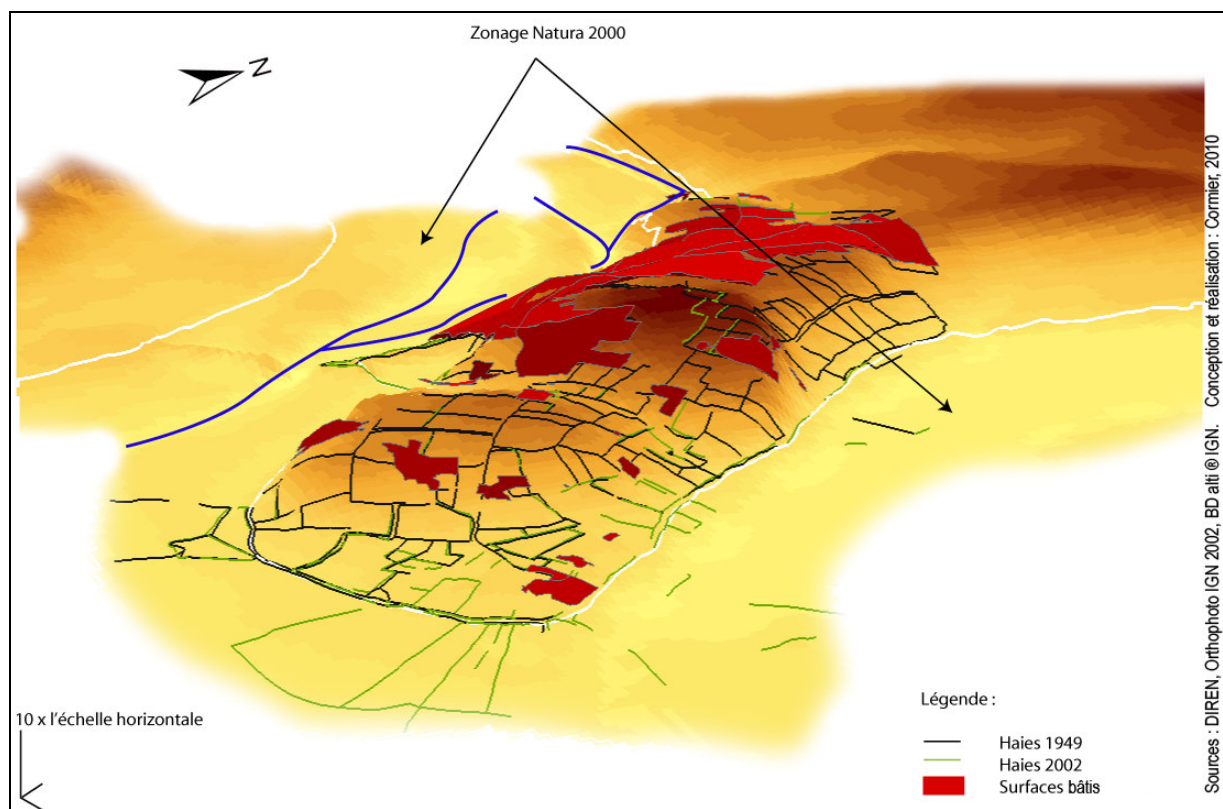 Zonage Natura 2000
N
10 x l'échelle horizontale
Légende :
Haies 1949
Haies 2002
Surfaces bâtis
Sources : DIREN, Orthophoto IGN 2002, BD alti ® IGN. Conception et réalisation : Cormier, 2010